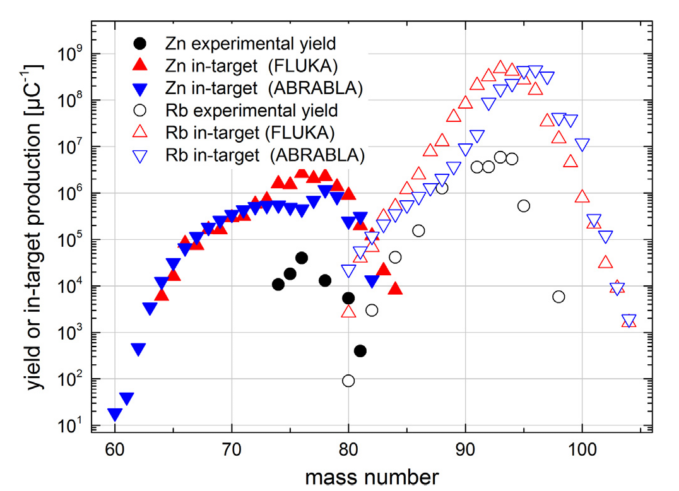 Zn experimental yield
Zn in-target (FLUKA)
Zn in-target (ABRABLA)
Rb experimental yield
Rb in-target (FLUKA)
Rb in-target (ABRABLA)
yield or in-target production [µC⁻¹]
10⁹
10⁸
10⁷
10⁶
10⁵
10⁴
10³
10²
10¹
60 70 80 90 100
mass number